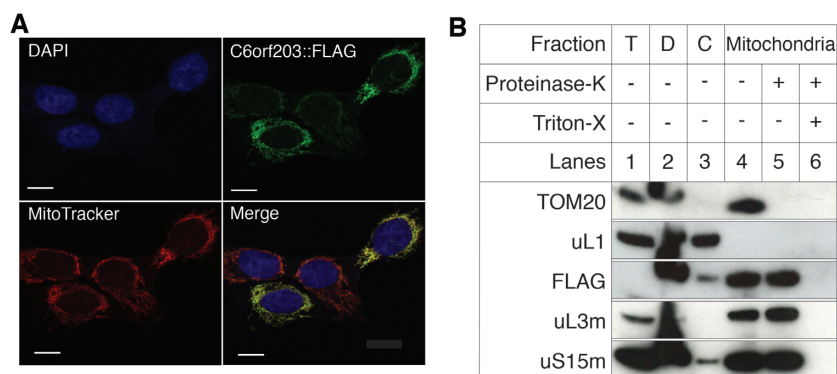 A
DAPI
C6orf203::FLAG
MitoTracker
Merge
B
Fraction T D C Mitochondria
Proteinase-K - - - - + +
Triton-X - - - - - +
Lanes 1 2 3 4 5 6
TOM20
uL1
FLAG
uL3m
uS15m